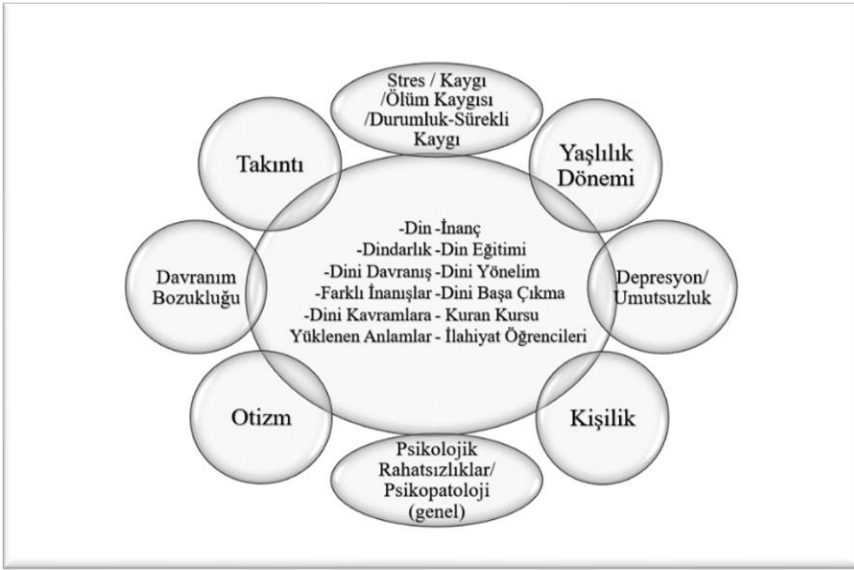 Stres / Kaygı
/Ölüm Kaygısı
/Durumluk-Sürekli
Kaygı
Takıntı
Yaşlılık
Dönemi
-Din -İnanç
-Dindarlık -Din Eğitimi
-Dini Davranış -Dini Yönelim
-Farklı İnanışlar -Dini Başa Çıkma
-Dini Kavramlara - Kuran Kursu
Yüklenen Anlamlar - İlahiyat Öğrencileri
Davranım
Bozukluğu
Depresyon/
Umutsuzluk
Otizm
Kişilik
Psikolojik
Rahatsızlıklar/
Psikopatoloji
(genel)